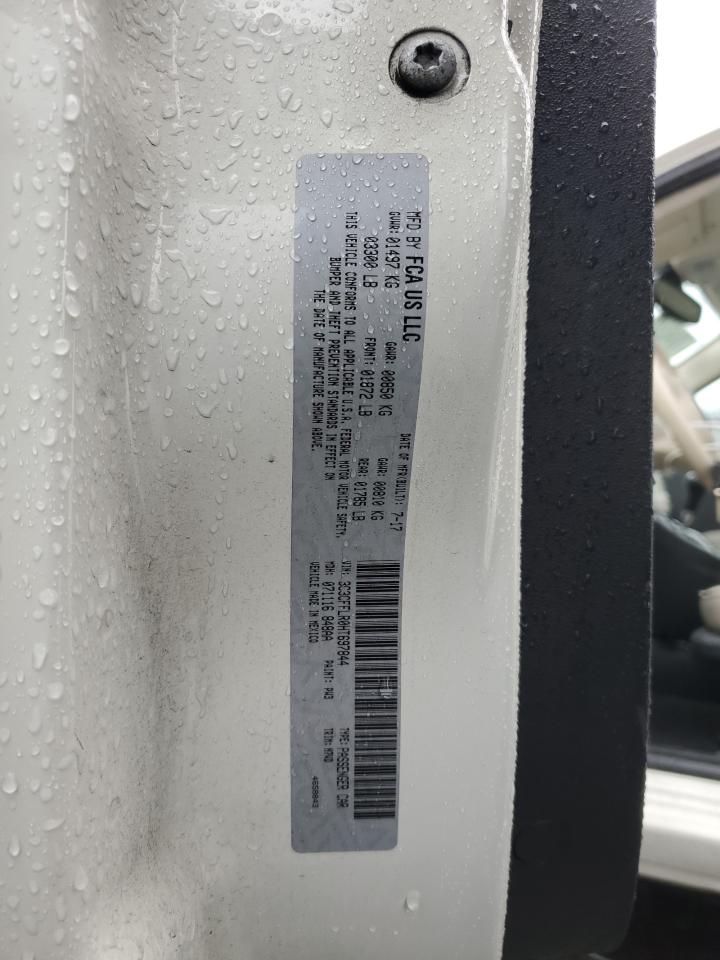 MFD BY FCA US LLC
DATE OF MFR(BUILT): 7-17
GVWR: 01497 KG GAWR: 00850 KG GAWR: 00810 KG
03300 LB FRONT: 01872 LB REAR: 01785 LB
THIS VEHICLE CONFORMS TO ALL APPLICABLE U.S.A. FEDERAL MOTOR VEHICLE SAFETY,
BUMPER AND THEFT PREVENTION STANDARDS IN EFFECT ON
THE DATE OF MANUFACTURE SHOWN ABOVE.
VIN: 3C3CFFLR0HT697844 TYPE: PASSENGER CAR
MDH: 071116 848AA PAINT: PW3 TRIM:
VEHICLE MADE IN MEXICO